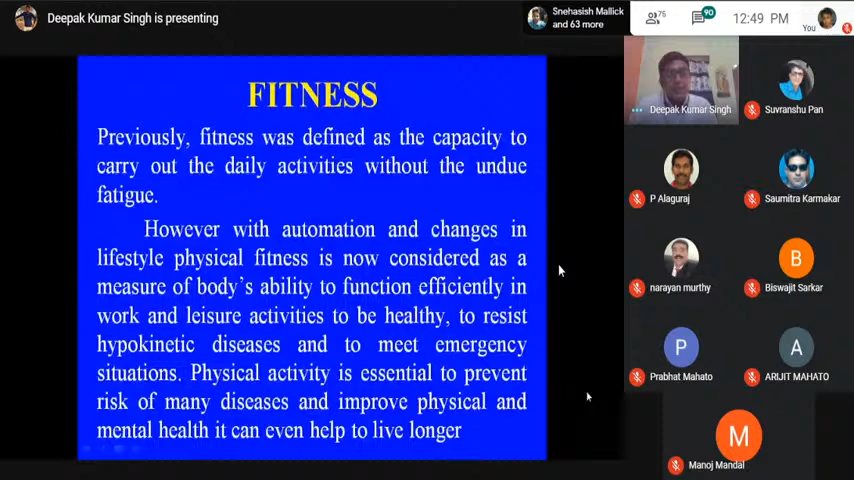 Deepak Kumar Singh is presenting
Snehasish Mallick
and 63 more
75
90
12:49 PM
You
FITNESS
Previously, fitness was defined as the capacity to
carry out the daily activities without the undue
fatigue.
However with automation and changes in
lifestyle physical fitness is now considered as a
measure of body's ability to function efficiently in
work and leisure activities to be healthy, to resist
hypokinetic diseases and to meet emergency
situations. Physical activity is essential to prevent
risk of many diseases and improve physical and
mental health it can even help to live longer
Deepak Kumar Singh
Suvranshu Pan
P Alaguraj
Saumitra Karmakar
narayan murthy
B
Biswajit Sarkar
P
Prabhat Mahato
A
ARIJIT MAHATO
M
Manoj Mandal